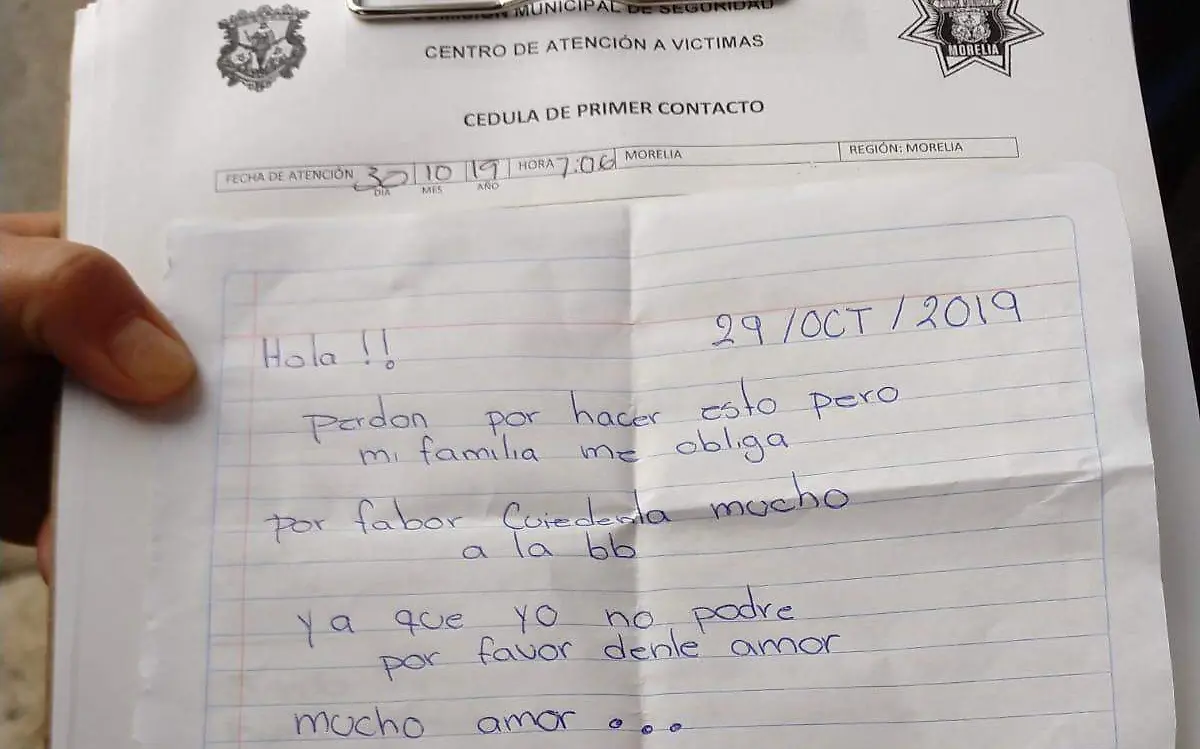 MUNICIPAL DE SEGURIDAD
CENTRO DE ATENCIÓN A VICTIMAS
MORELIA
CEDULA DE PRIMER CONTACTO
FECHA DE ATENCIÓN 30 10 19 HORA 7:06 MORELIA REGIÓN: MORELIA
DIA MES AÑO
29/OCT/2019
Hola !!
perdon por hacer esto pero
mi familia me obliga
por fabor Cuiedenla mucho
a la bb
ya que yo no podre
por favor denle amor
mucho amor ...